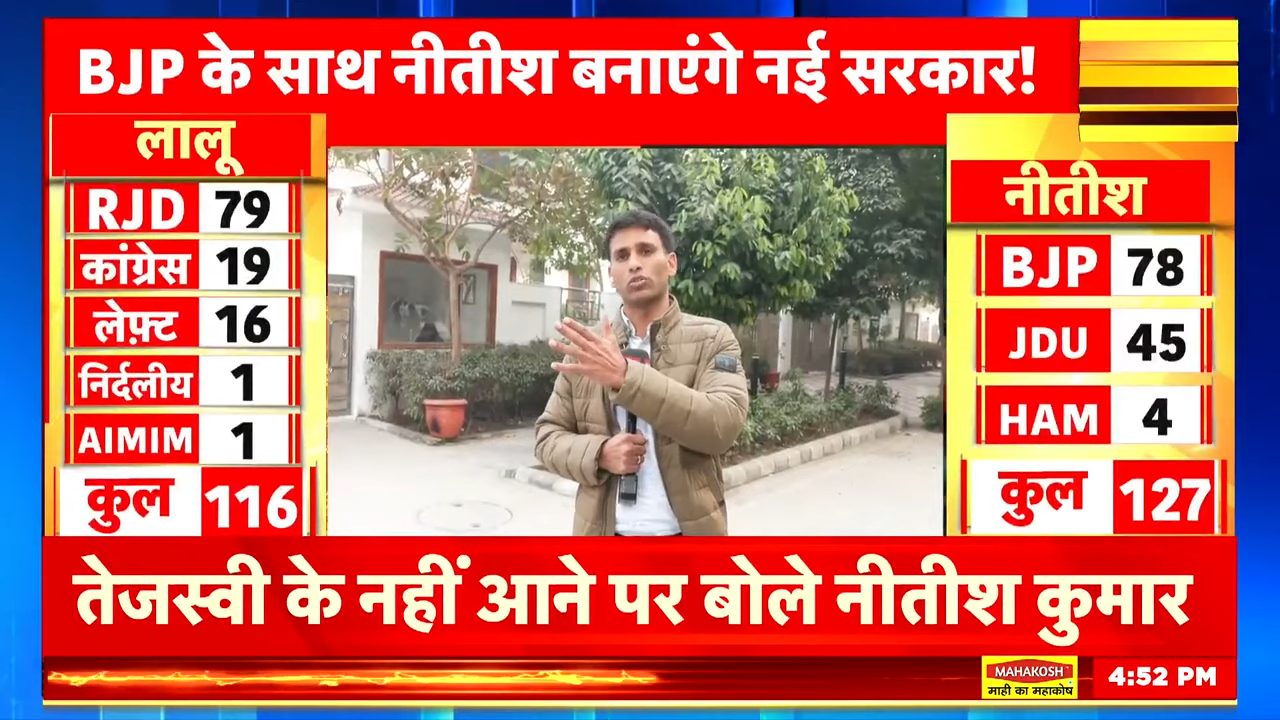 BJP के साथ नीतीश बनाएंगे नई सरकार!
लालू
RJD 79
कांग्रेस 19
लेफ़्ट 16
निर्दलीय 1
AIMIM 1
कुल 116
नीतीश
BJP 78
JDU 45
HAM 4
कुल 127
तेजस्वी के नहीं आने पर बोले नीतीश कुमार
MAHAKOSH
माही का महाकोष
4:52 PM